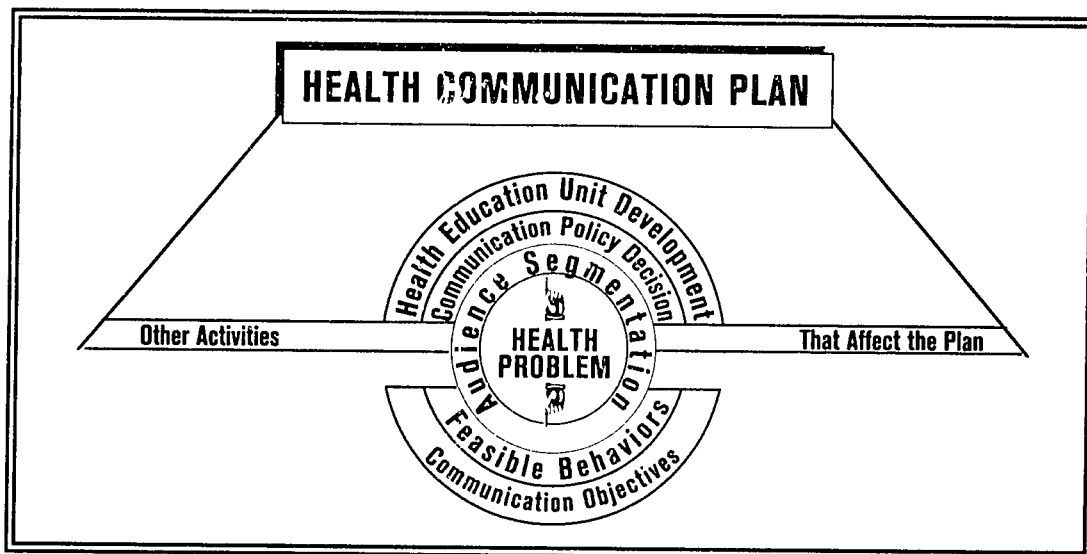 HEALTH COMMUNICATION PLAN
Health Education Unit Development
Communication Policy Decision
Audience Segmentation
HEALTH
PROBLEM
Other Activities
That Affect the Plan
Feasible Behaviors
Communication Objectives